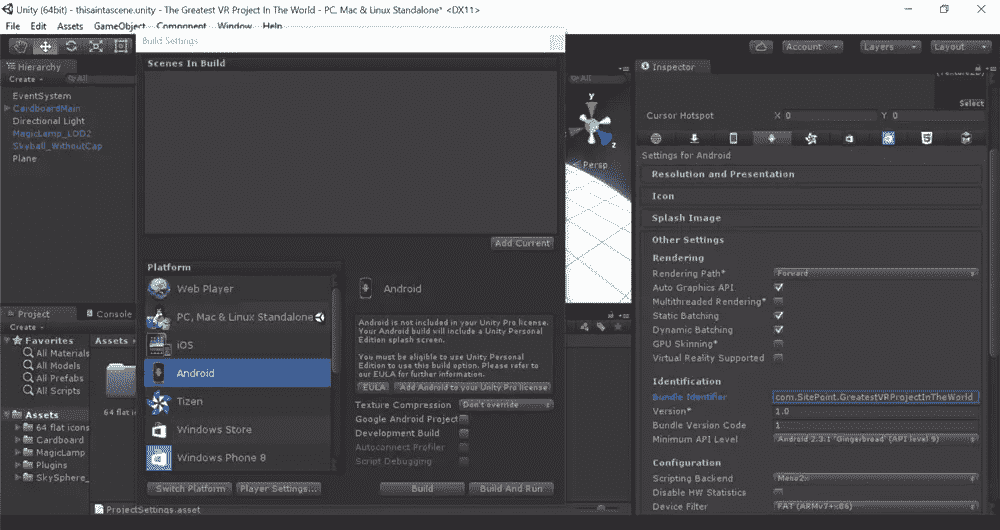 Unity (64bit) - thisaintascene.unity - The Greatest VR Project In The World - PC, Mac & Linux Standalone* <DX11>
File Edit Assets GameObject Component Window Help
Build Settings
Account
Layers
Layout
Hierarchy
Create
All
EventSystem
CardboardMain
Directional Light
MagicLamp_LOD2
Skyball_WithoutCap
Plane
Scenes In Build
Add Current
Platform
Web Player
PC, Mac & Linux Standalone
iOS
Android
Tizen
Windows Store
Windows Phone 8
Switch Platform
Player Settings...
Android
Android is not included in your Unity Pro license.
Your Android build will include a Unity Personal
Edition splash screen.
You must be eligible to use Unity Personal
Edition to use this build option. Please refer to
our EULA for further information.
EULA
Add Android to your Unity Pro license
Texture Compression Don't override
Google Android Project
Development Build
Autoconnect Profiler
Script Debugging
Build
Build And Run
All
y
z
Persp
Project
Console
Create
Favorites
All Materials
All Models
All Prefabs
All Scripts
Assets
64 flat icons
Cardboard
MagicLamp
Plugins
SkySphere_
Assets
64 flat
ProjectSettings.asset
Inspector
Select
Cursor Hotspot X 0 Y 0
Settings for Android
Resolution and Presentation
Icon
Splash Image
Other Settings
Rendering
Rendering Path* Forward
Auto Graphics API
Multithreaded Rendering*
Static Batching
Dynamic Batching
GPU Skinning*
Virtual Reality Supported
Identification
Bundle Identifier com.SitePoint.GreatestVRProjectInTheWorld
Version* 1.0
Bundle Version Code 1
Minimum API Level Android 2.3.1 'Gingerbread' (API level 9)
Configuration
Scripting Backend Mono2x
Disable HW Statistics
Device Filter FAT (ARMv7+x86)